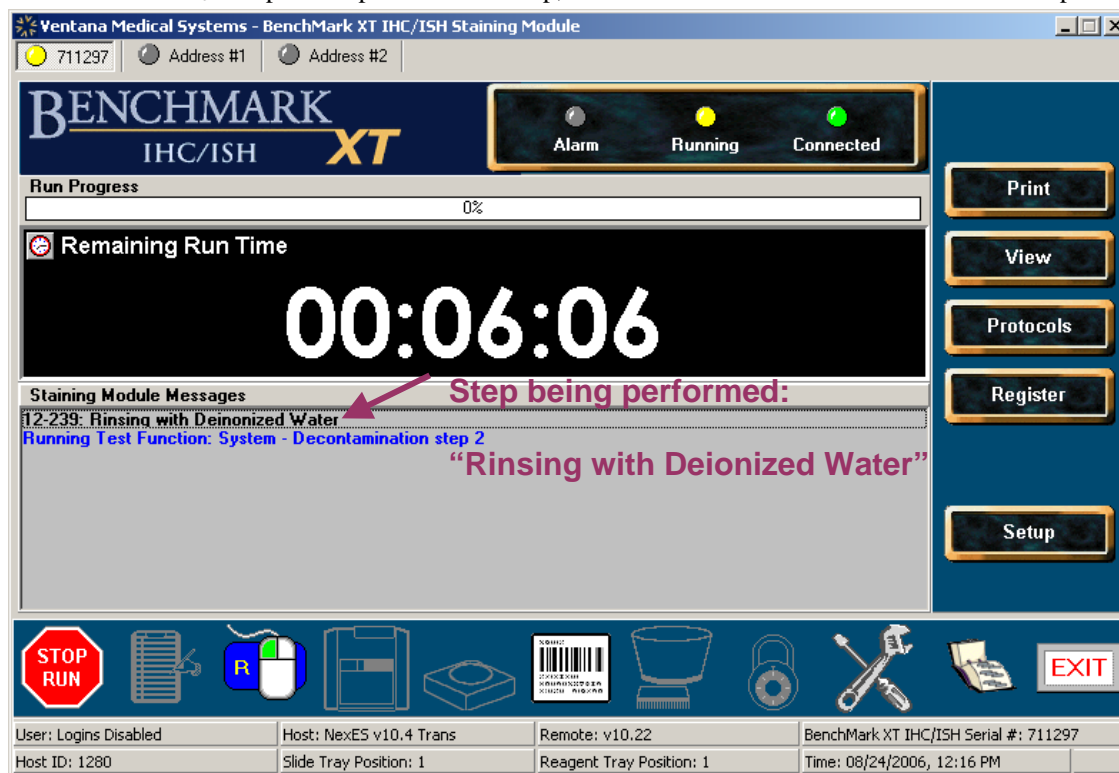 Ventana Medical Systems - BenchMark XT IHC/ISH Staining Module
711297 Address #1 Address #2
BENCHMARK
IHC/ISH XT
Alarm Running Connected
Run Progress
0%
Print
Remaining Run Time
View
00:06:06
Protocols
Staining Module Messages
Step being performed:
Register
12-239: Rinsing with Deinonized Water
Running Test Function: System - Decontamination step 2
“Rinsing with Deionized Water”
Setup
STOP
RUN
R
EXIT
User: Logins Disabled Host: NexES v10.4 Trans Remote: v10.22 BenchMark XT IHC/ISH Serial #: 711297
Host ID: 1280 Slide Tray Position: 1 Reagent Tray Position: 1 Time: 08/24/2006, 12:16 PM